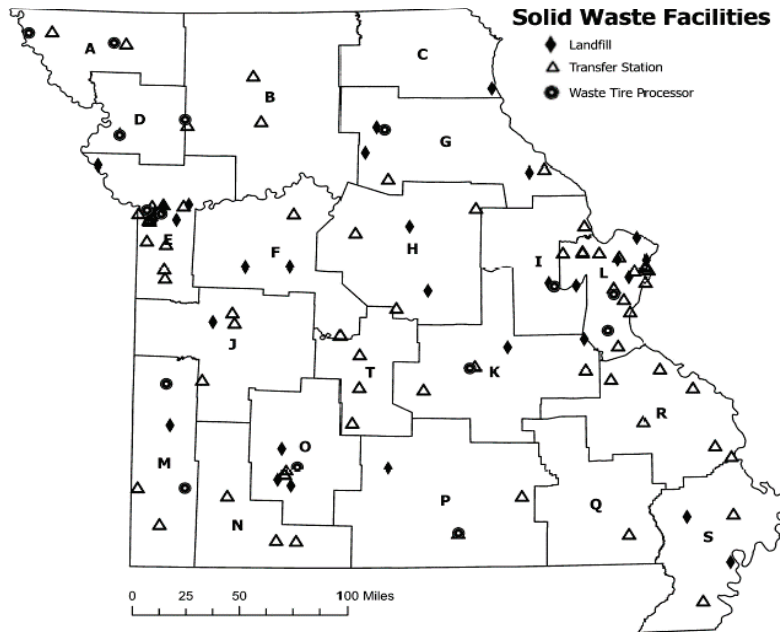 Solid Waste Facilities
Landfill
Transfer Station
Waste Tire Processor
A
B
C
D
G
E
F
H
I
L
J
T
K
R
M
O
N
P
Q
S
0 25 50 100 Miles